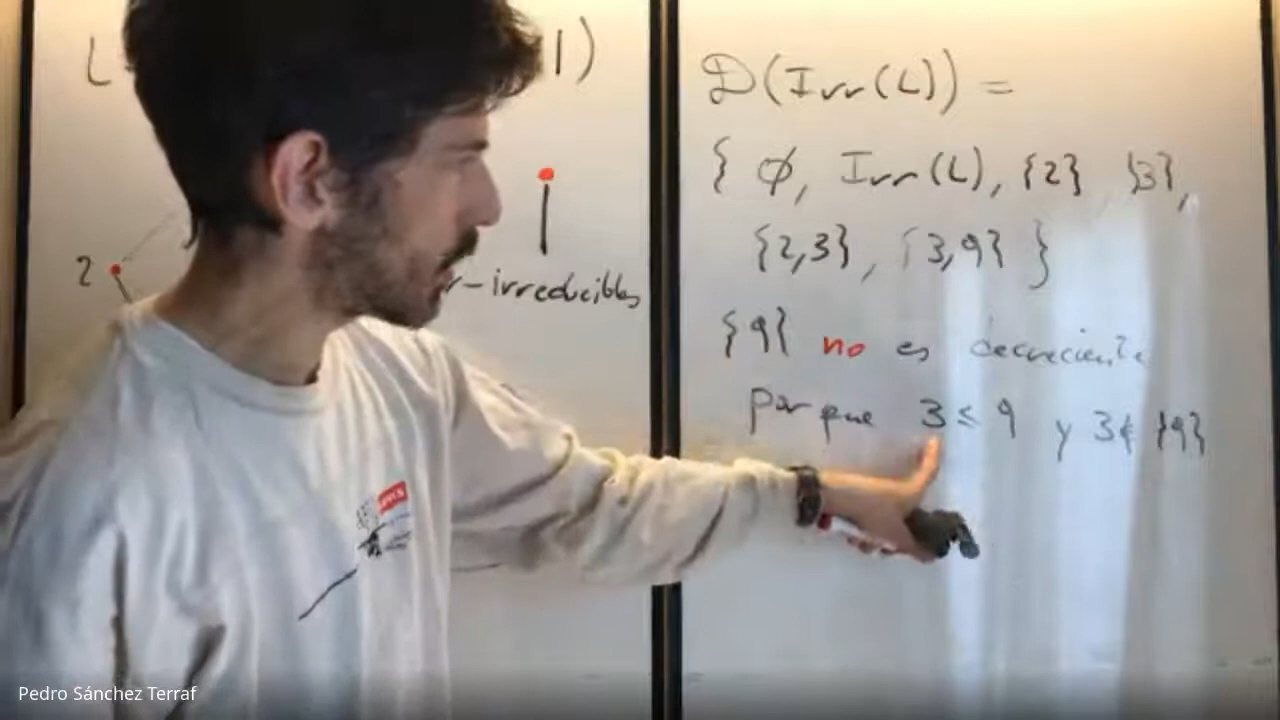 L 1)
2
r-irreducibles
D(Irr(L)) =
{ ∅, Irr(L), {2} {3},
{2,3}, {3,9} }
{9} no es decreciente
porque 3 ≤ 9 y 3 ∉ {9}
Pedro Sánchez Terraf